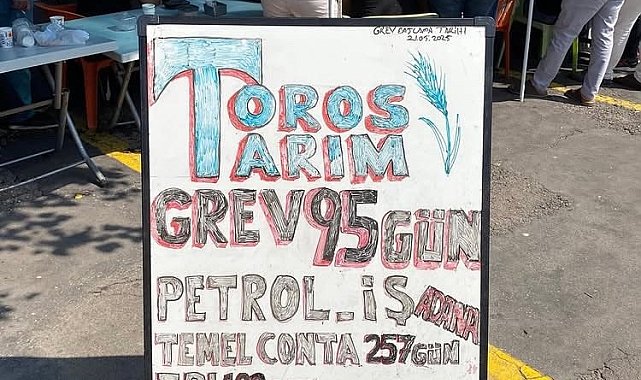 GREV BAŞLAMA TARİHİ
21.05.2025
TOROS
TARIM
GREV 95 GÜN
PETROL-İŞ ADANA
TEMEL CONTA 257 GÜN